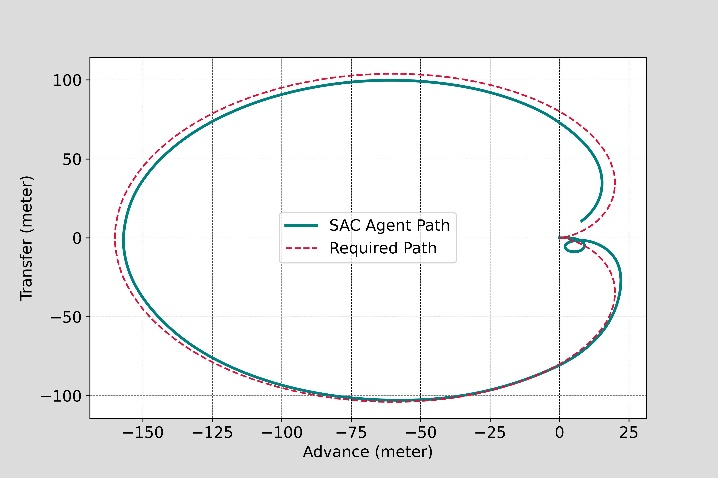 100
50
0
−50
−100
Transfer (meter)
SAC Agent Path
Required Path
−150 −125 −100 −75 −50 −25 0 25
Advance (meter)